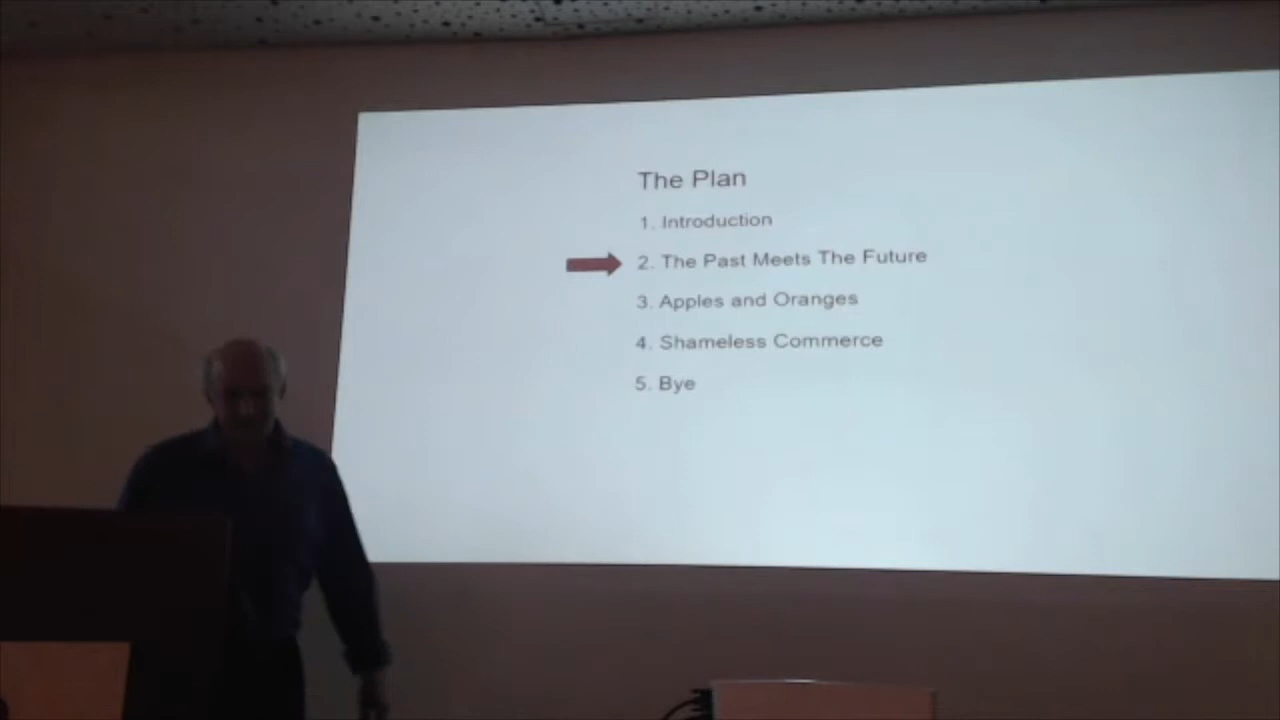 The Plan
1. Introduction
2. The Past Meets The Future
3. Apples and Oranges
4. Shameless Commerce
5. Bye